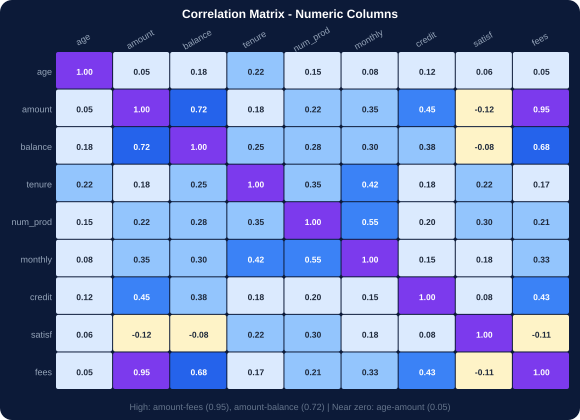 Correlation Matrix - Numeric Columns
age amount balance tenure num_prod monthly credit satisf fees
age 1.00 0.05 0.18 0.22 0.15 0.08 0.12 0.06 0.05
amount 0.05 1.00 0.72 0.18 0.22 0.35 0.45 -0.12 0.95
balance 0.18 0.72 1.00 0.25 0.28 0.30 0.38 -0.08 0.68
tenure 0.22 0.18 0.25 1.00 0.35 0.42 0.18 0.22 0.17
num_prod 0.15 0.22 0.28 0.35 1.00 0.55 0.20 0.30 0.21
monthly 0.08 0.35 0.30 0.42 0.55 1.00 0.15 0.18 0.33
credit 0.12 0.45 0.38 0.18 0.20 0.15 1.00 0.08 0.43
satisf 0.06 -0.12 -0.08 0.22 0.30 0.18 0.08 1.00 -0.11
fees 0.05 0.95 0.68 0.17 0.21 0.33 0.43 -0.11 1.00
High: amount-fees (0.95), amount-balance (0.72) | Near zero: age-amount (0.05)